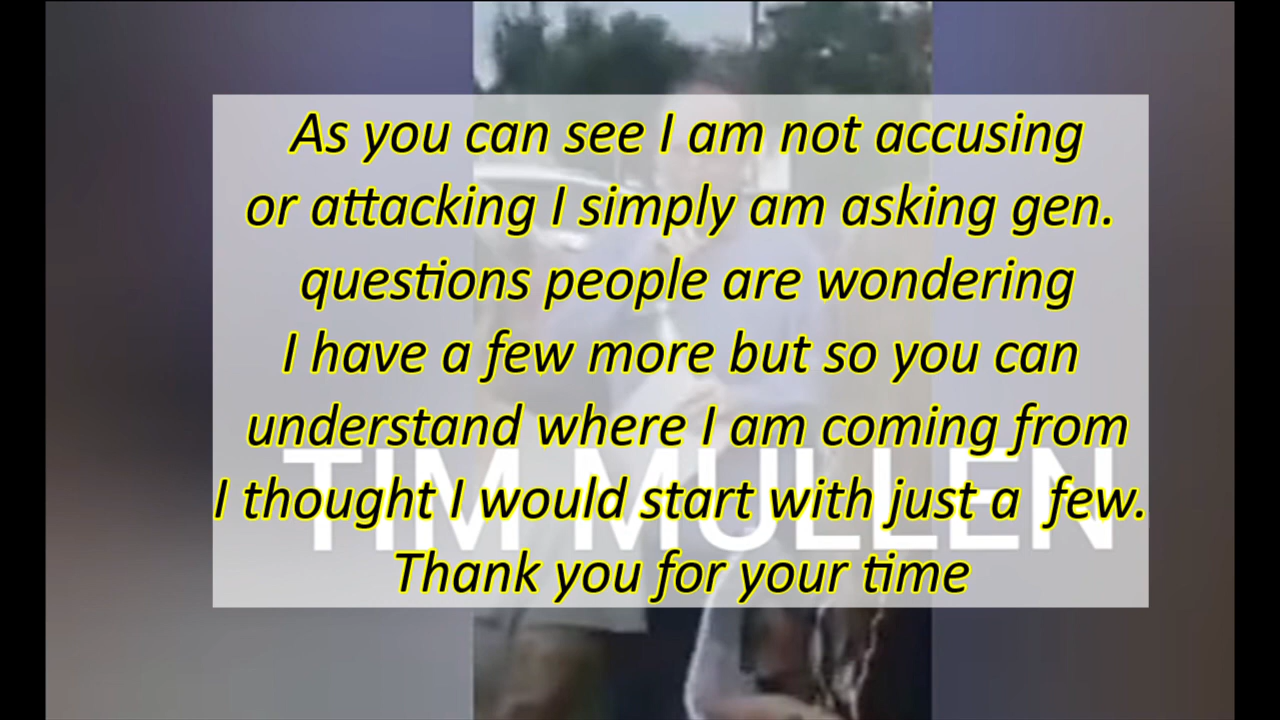 As you can see I am not accusing
or attacking I simply am asking gen.
questions people are wondering
I have a few more but so you can
understand where I am coming from
I thought I would start with just a few.
TIM MULLEN
Thank you for your time